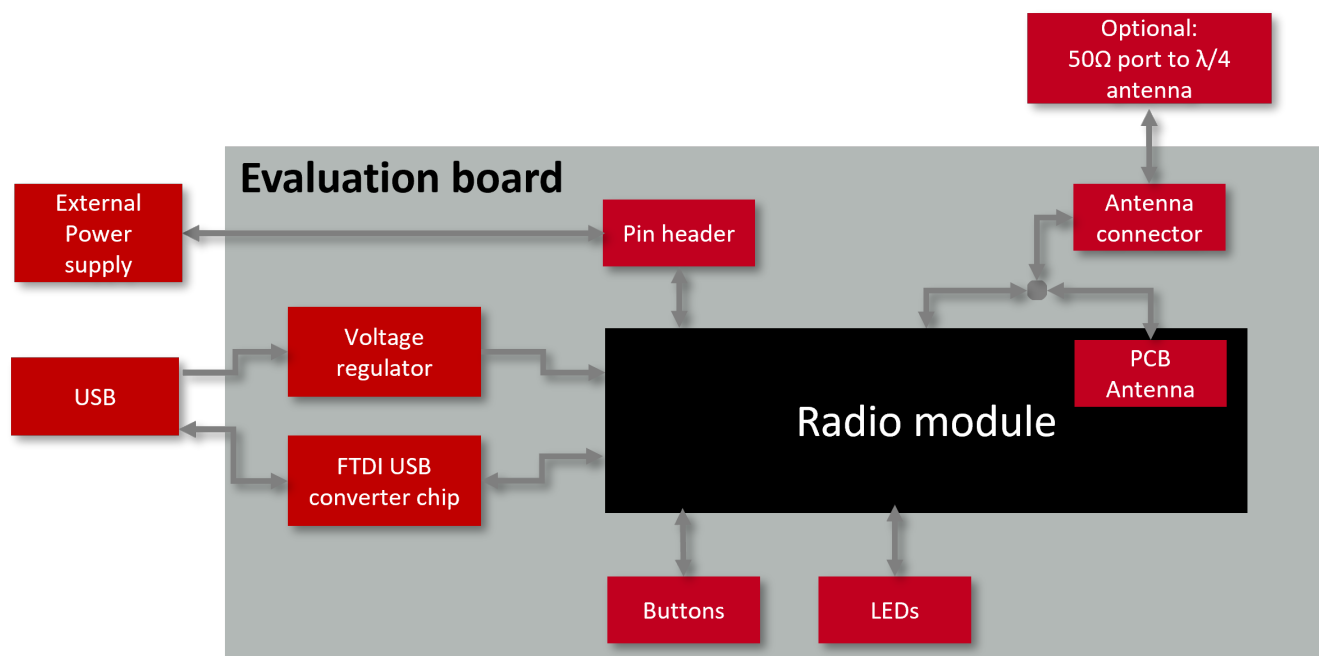 Optional:
50Ω port to λ/4
antenna
Evaluation board
External
Power
supply
Pin header
Antenna
connector
Voltage
regulator
USB
PCB
Antenna
Radio module
FTDI USB
converter chip
Buttons
LEDs